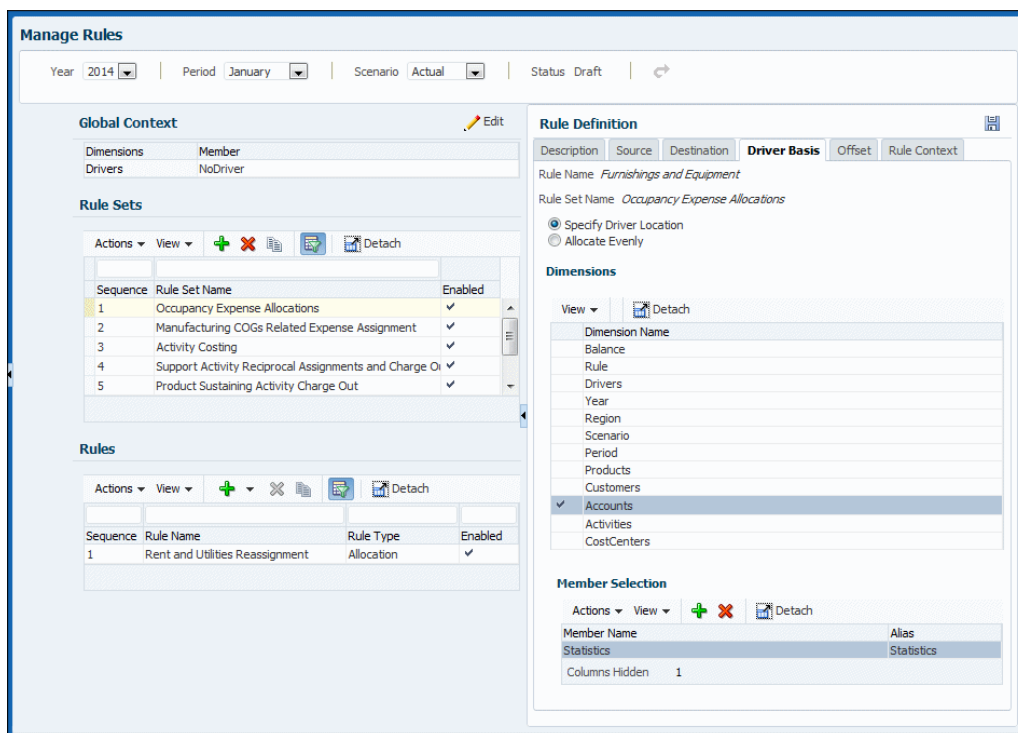 Manage Rules
Year 2014 Period January Scenario Actual Status Draft
Global Context Edit
Dimensions Member
Drivers NoDriver
Rule Sets
Actions View Detach
Sequence Rule Set Name Enabled
1 Occupancy Expense Allocations
2 Manufacturing COGs Related Expense Assignment
3 Activity Costing
4 Support Activity Reciprocal Assignments and Charge O
5 Product Sustaining Activity Charge Out
Rules
Actions View Detach
Sequence Rule Name Rule Type Enabled
1 Rent and Utilities Reassignment Allocation
Rule Definition
Description Source Destination Driver Basis Offset Rule Context
Rule Name Furnishings and Equipment
Rule Set Name Occupancy Expense Allocations
Specify Driver Location
Allocate Evenly
Dimensions
View Detach
Dimension Name
Balance
Rule
Drivers
Year
Region
Scenario
Period
Products
Customers
Accounts
Activities
CostCenters
Member Selection
Actions View Detach
Member Name Alias
Statistics Statistics
Columns Hidden 1